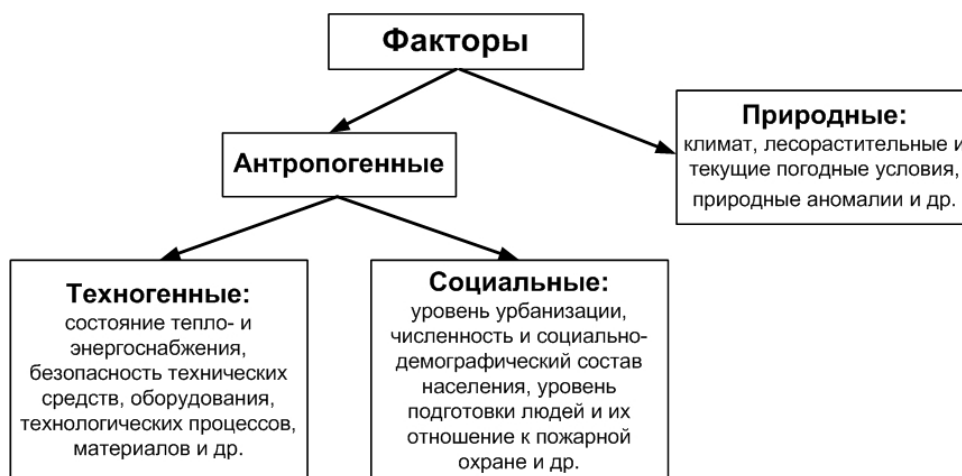 Факторы
Природные:
климат, лесорастительные и
текущие погодные условия,
природные аномалии и др.
Антропогенные
Техногенные:
состояние тепло- и
энергоснабжения,
безопасность технических
средств, оборудования,
технологических процессов,
материалов и др.
Социальные:
уровень урбанизации,
численность и социально-
демографический состав
населения, уровень
подготовки людей и их
отношение к пожарной
охране и др.